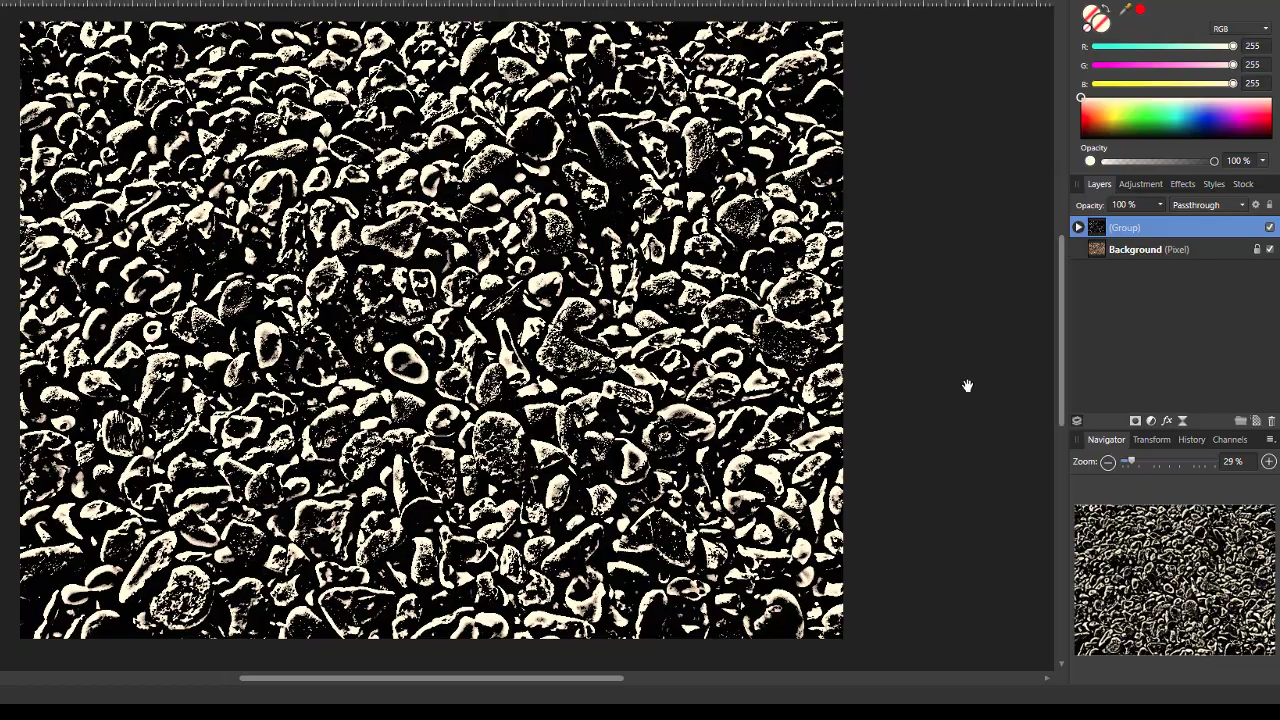 RGB
R: 255
G: 255
B: 255
Opacity
100 %
Layers Adjustment Effects Styles Stock
Opacity: 100 % Passthrough
(Group)
Background (Pixel)
fx
Navigator Transform History Channels
Zoom: 29 %